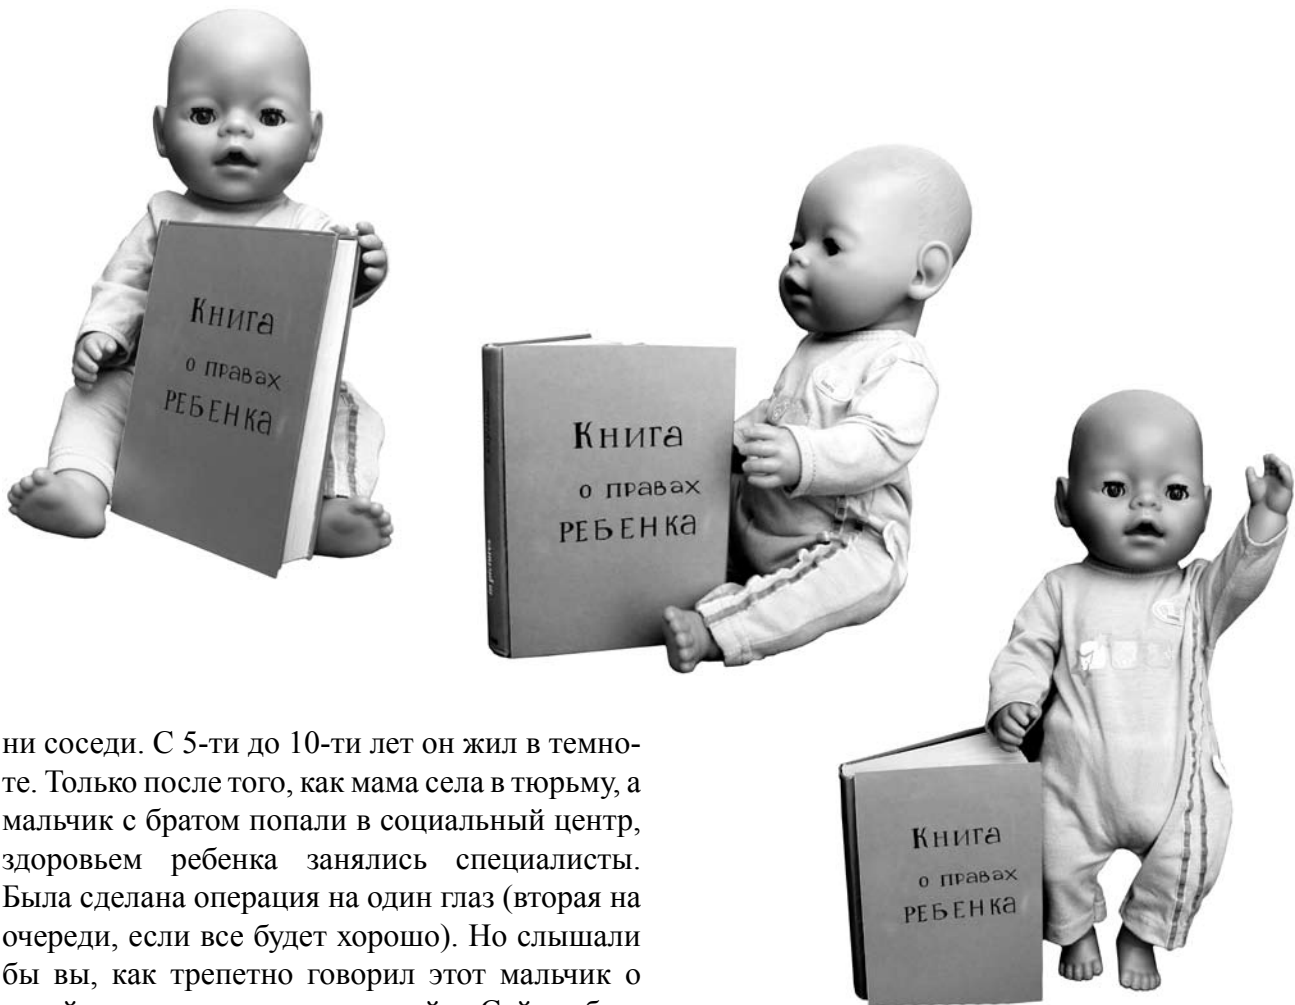 Книга
о правах
РЕБЕНКА
Книга
о правах
РЕБЕНКА
Книга
о правах
РЕБЕНКА
ни соседи. С 5-ти до 10-ти лет он жил в темно-
те. Только после того, как мама села в тюрьму, а
мальчик с братом попали в социальный центр,
здоровьем ребенка занялись специалисты.
Была сделана операция на один глаз (вторая на
очереди, если все будет хорошо). Но слышали
бы вы, как трепетно говорил этот мальчик о